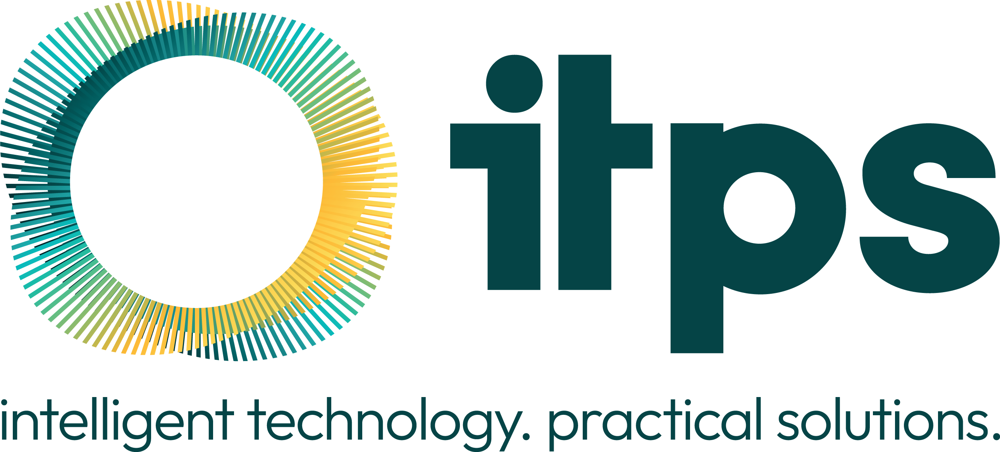 itps
intelligent technology. practical solutions.